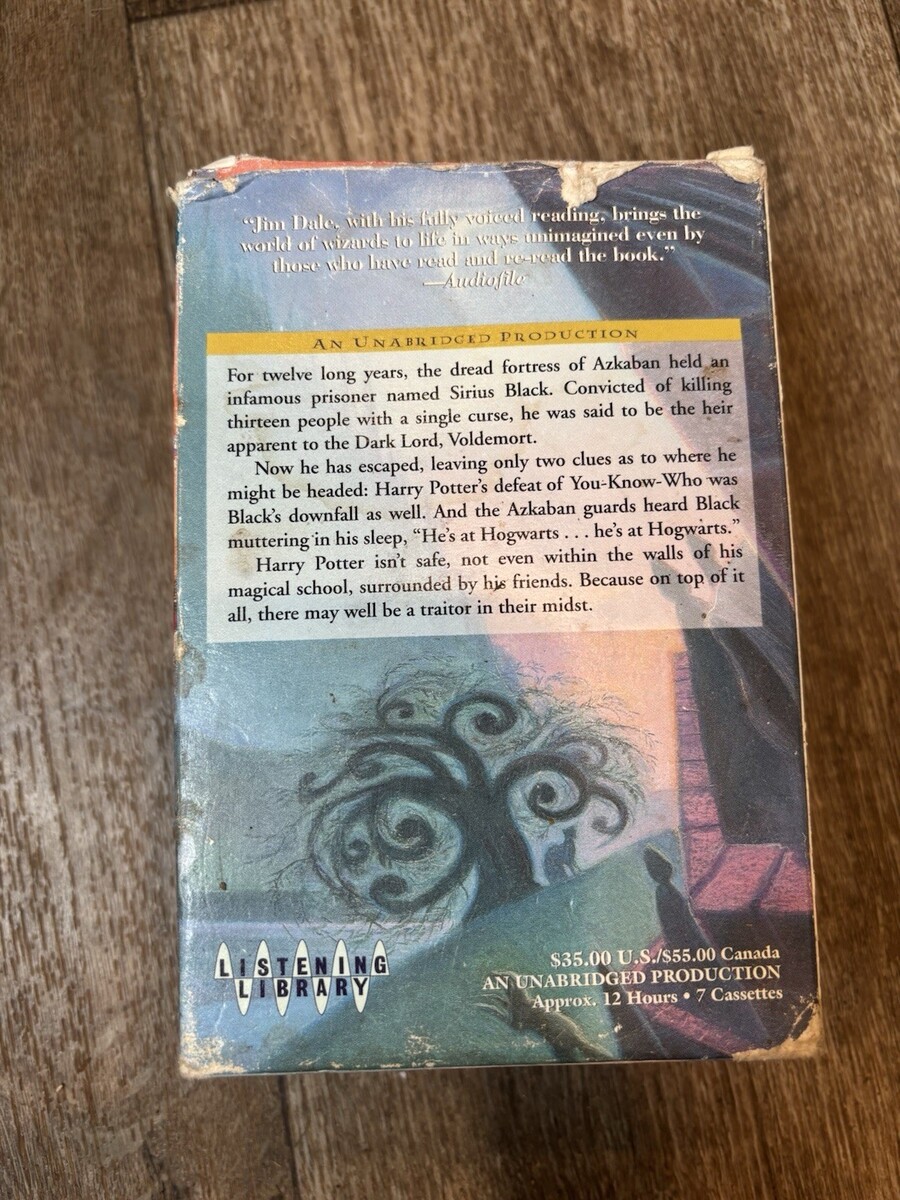 “Jim Dale, with his fully voiced reading, brings the
world of wizards to life in ways unimagined even by
those who have read and re-read the book.”
—Audiofile
AN UNABRIDGED PRODUCTION
For twelve long years, the dread fortress of Azkaban held an
infamous prisoner named Sirius Black. Convicted of killing
thirteen people with a single curse, he was said to be the heir
apparent to the Dark Lord, Voldemort.
Now he has escaped, leaving only two clues as to where he
might be headed: Harry Potter’s defeat of You-Know-Who was
Black’s downfall as well. And the Azkaban guards heard Black
muttering in his sleep, “He’s at Hogwarts . . . he’s at Hogwarts.”
Harry Potter isn’t safe, not even within the walls of his
magical school, surrounded by his friends. Because on top of it
all, there may well be a traitor in their midst.
LISTENING
LIBRARY
$35.00 U.S./$55.00 Canada
AN UNABRIDGED PRODUCTION
Approx. 12 Hours • 7 Cassettes